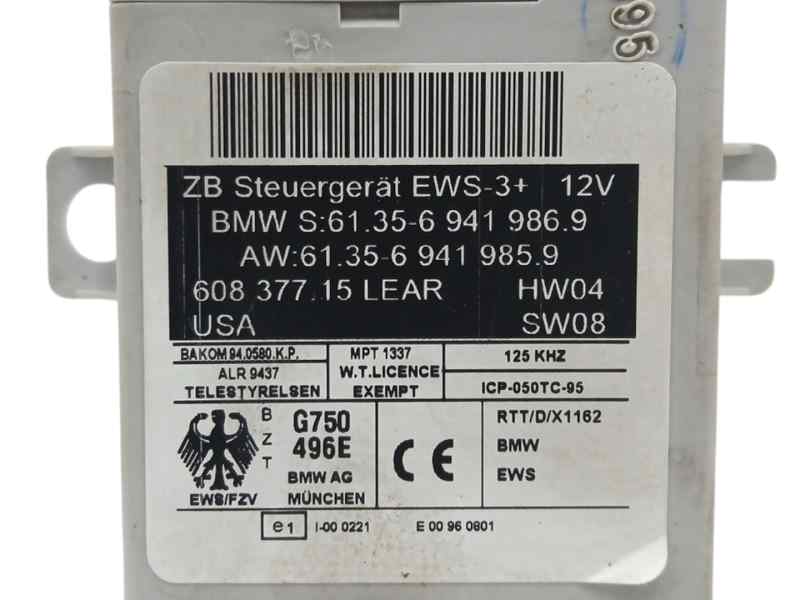 95
ZB Steuergerät EWS-3+ 12V
BMW S:61.35-6 941 986.9
AW:61.35-6 941 985.9
608 377.15 LEAR HW04
USA SW08
BAKOM 94.0580.K.P. MPT 1337 125 KHZ
ALR 9437 W.T.LICENCE
TELESTYRELSEN EXEMPT ICP-050TC-95
BZT G750 CE RTT/D/X1162
496E BMW
BMW AG EWS
EWS/FZV MÜNCHEN
e1 I-00 0221 E 00 96 0801